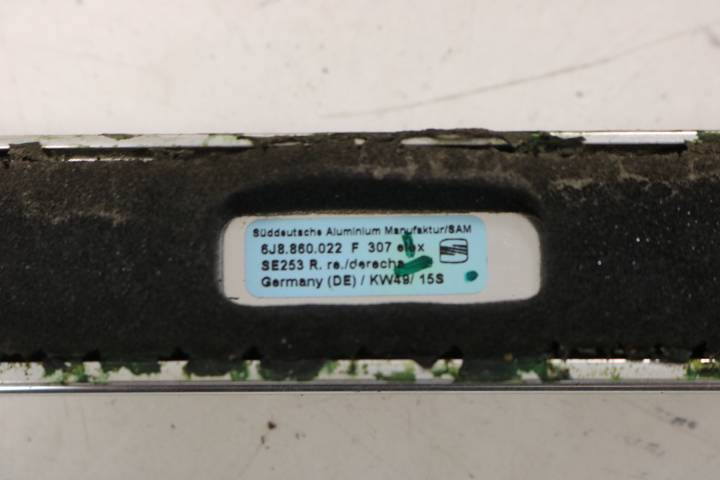 Süddeutsche Aluminium Manufaktur/SAM
6J8.860.022 F 307 elox
SE253 R. re./derecha
Germany (DE) / KW49/ 15S